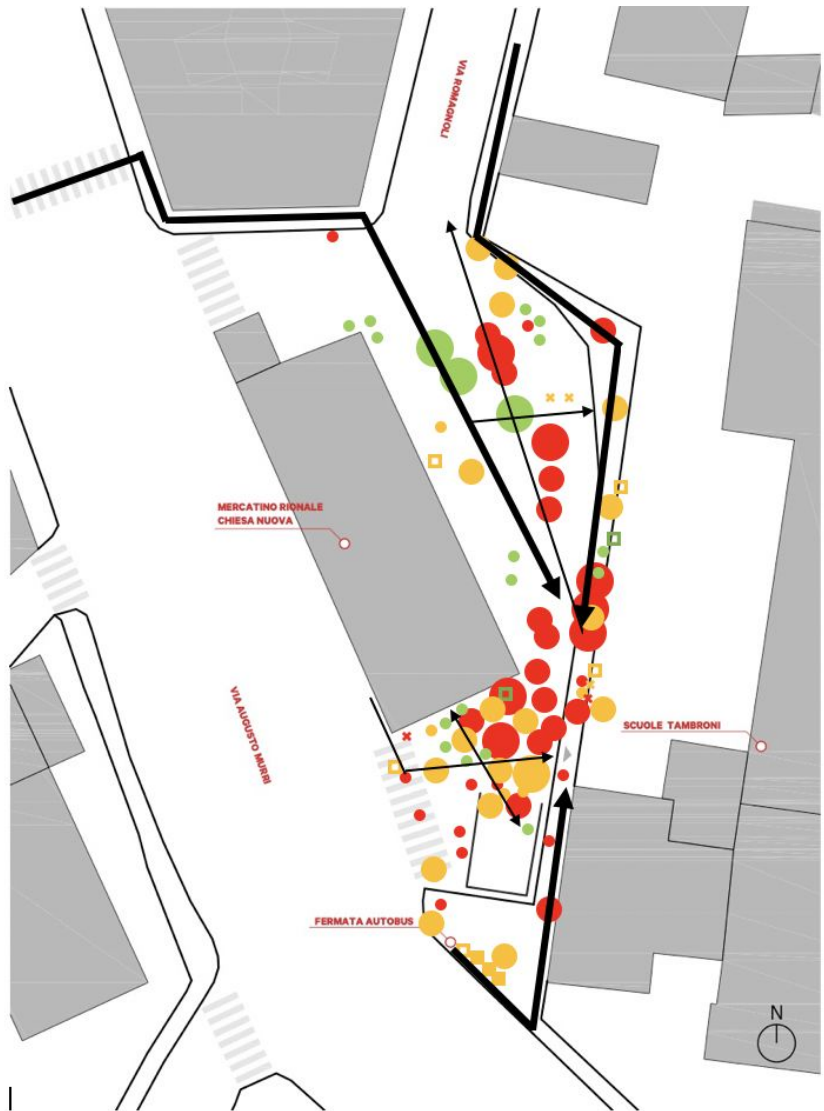 VIA ROMAGNOLI
MERCATINO RIONALE
CHIESA NUOVA
VIA AUGUSTO MURRI
SCUOLE TAMBRONI
FERMATA AUTOBUS
N